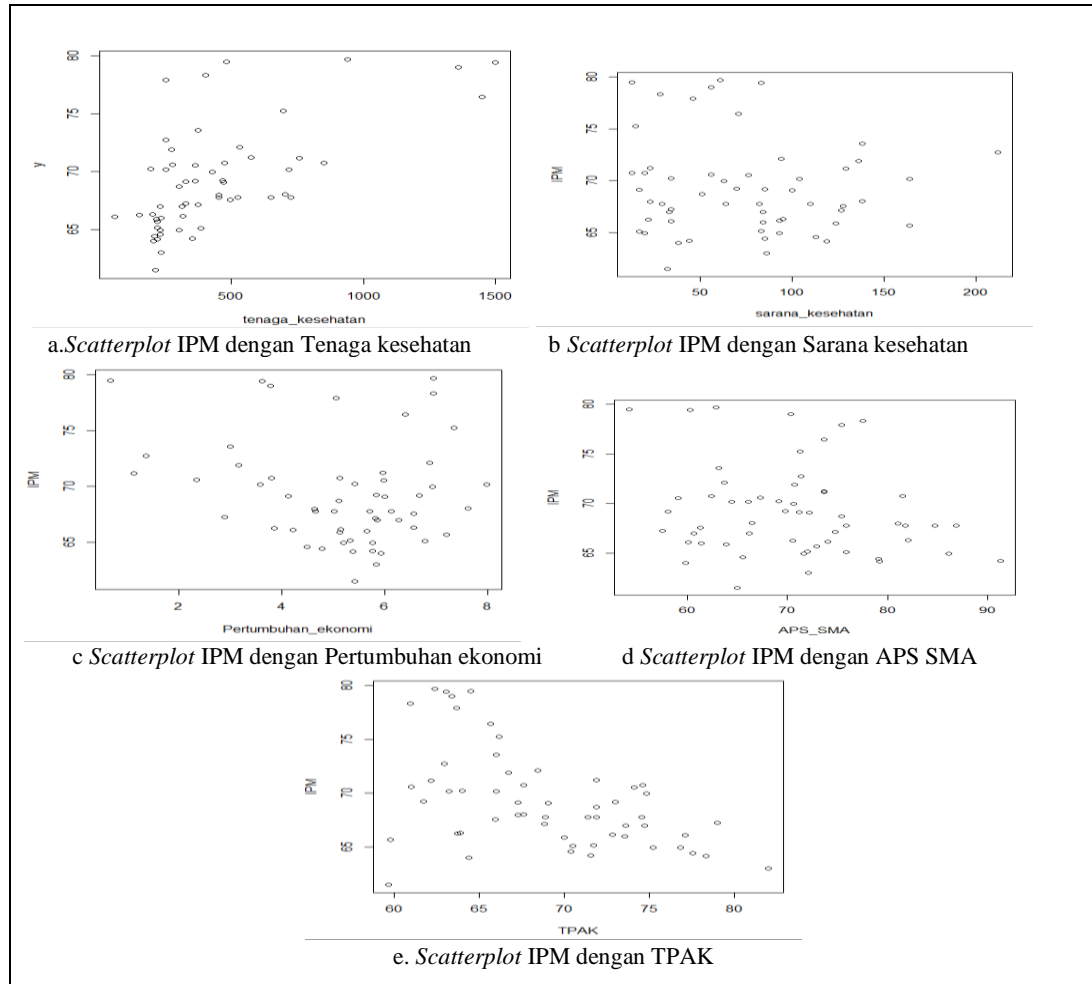 80
75
70
65
y
500
1000
1500
tenaga_kesehatan
80
75
70
65
IPM
50
100
150
200
sarana_kesehatan
a.Scatterplot IPM dengan Tenaga kesehatan
b Scatterplot IPM dengan Sarana kesehatan
80
75
70
65
IPM
2
4
6
8
Pertumbuhan_ekonomi
80
75
70
65
IPM
60
70
80
90
APS_SMA
c Scatterplot IPM dengan Pertumbuhan ekonomi
d Scatterplot IPM dengan APS SMA
80
75
70
65
IPM
60
65
70
75
80
TPAK
e. Scatterplot IPM dengan TPAK